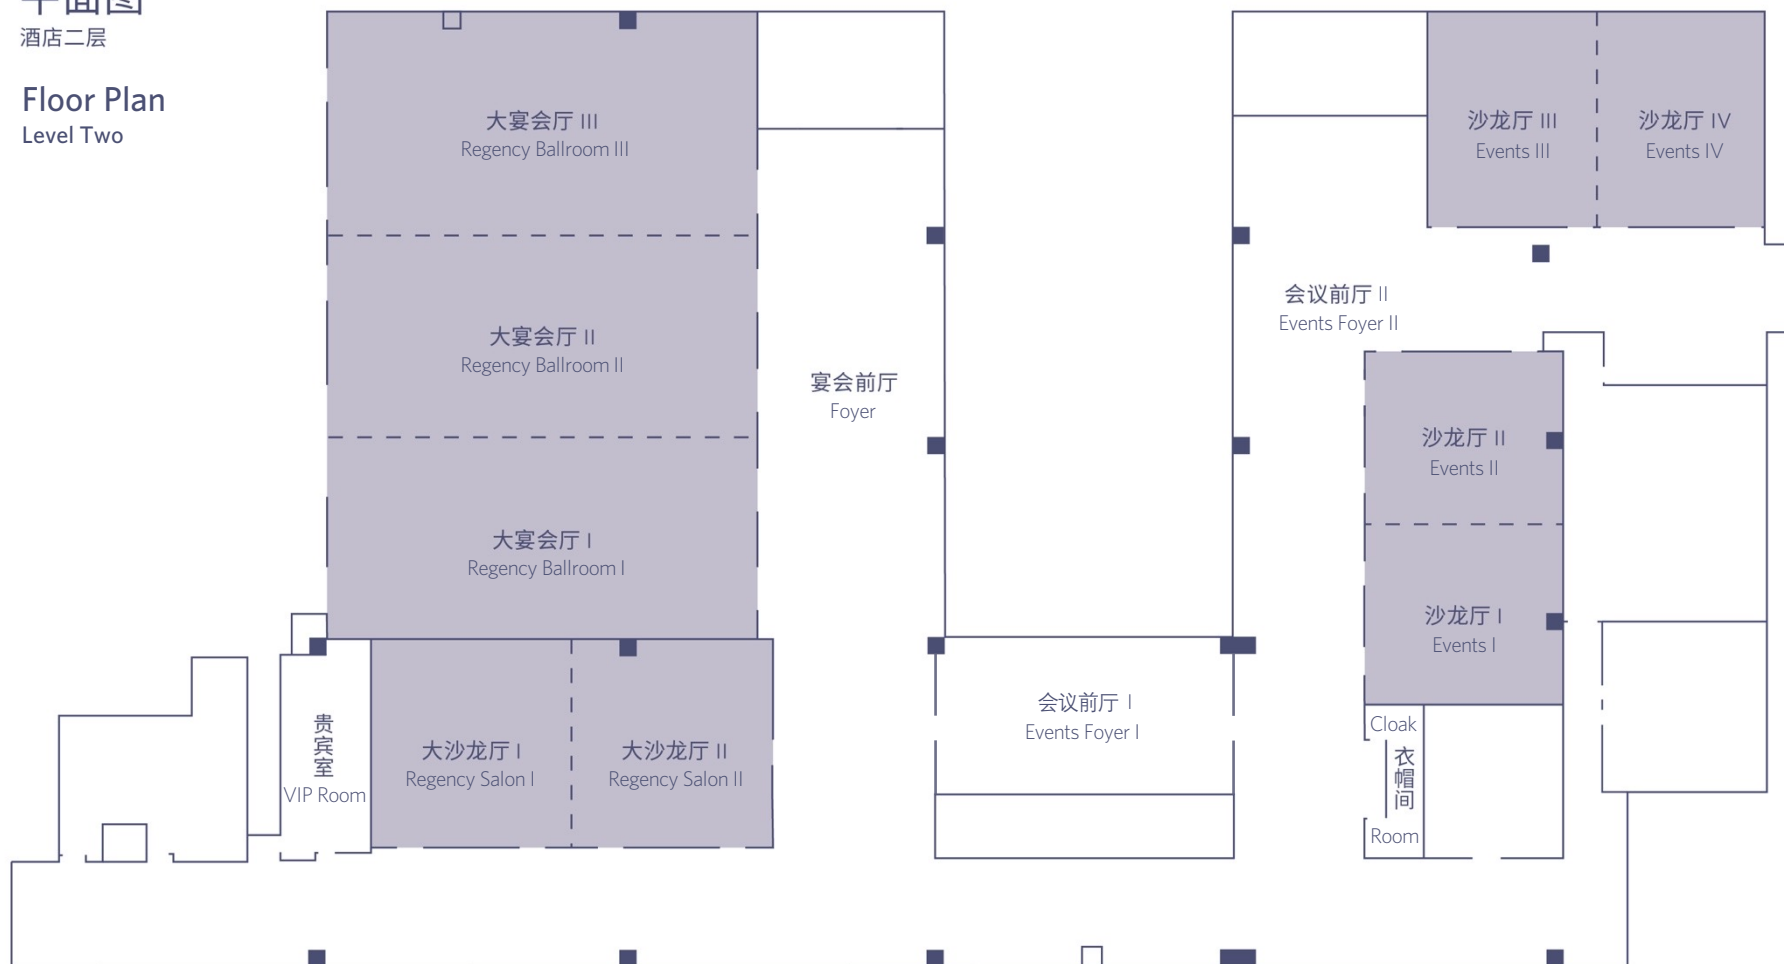 平面图
酒店二层
Floor Plan
Level Two
大宴会厅 III
Regency Ballroom III
沙龙厅 III
Events III
沙龙厅 IV
Events IV
会议前厅 II
Events Foyer II
大宴会厅 II
Regency Ballroom II
宴会前厅
Foyer
沙龙厅 II
Events II
大宴会厅 I
Regency Ballroom I
沙龙厅 I
Events I
贵宾室
VIP Room
大沙龙厅 I
Regency Salon I
大沙龙厅 II
Regency Salon II
会议前厅 I
Events Foyer I
Cloak
衣帽间
Room